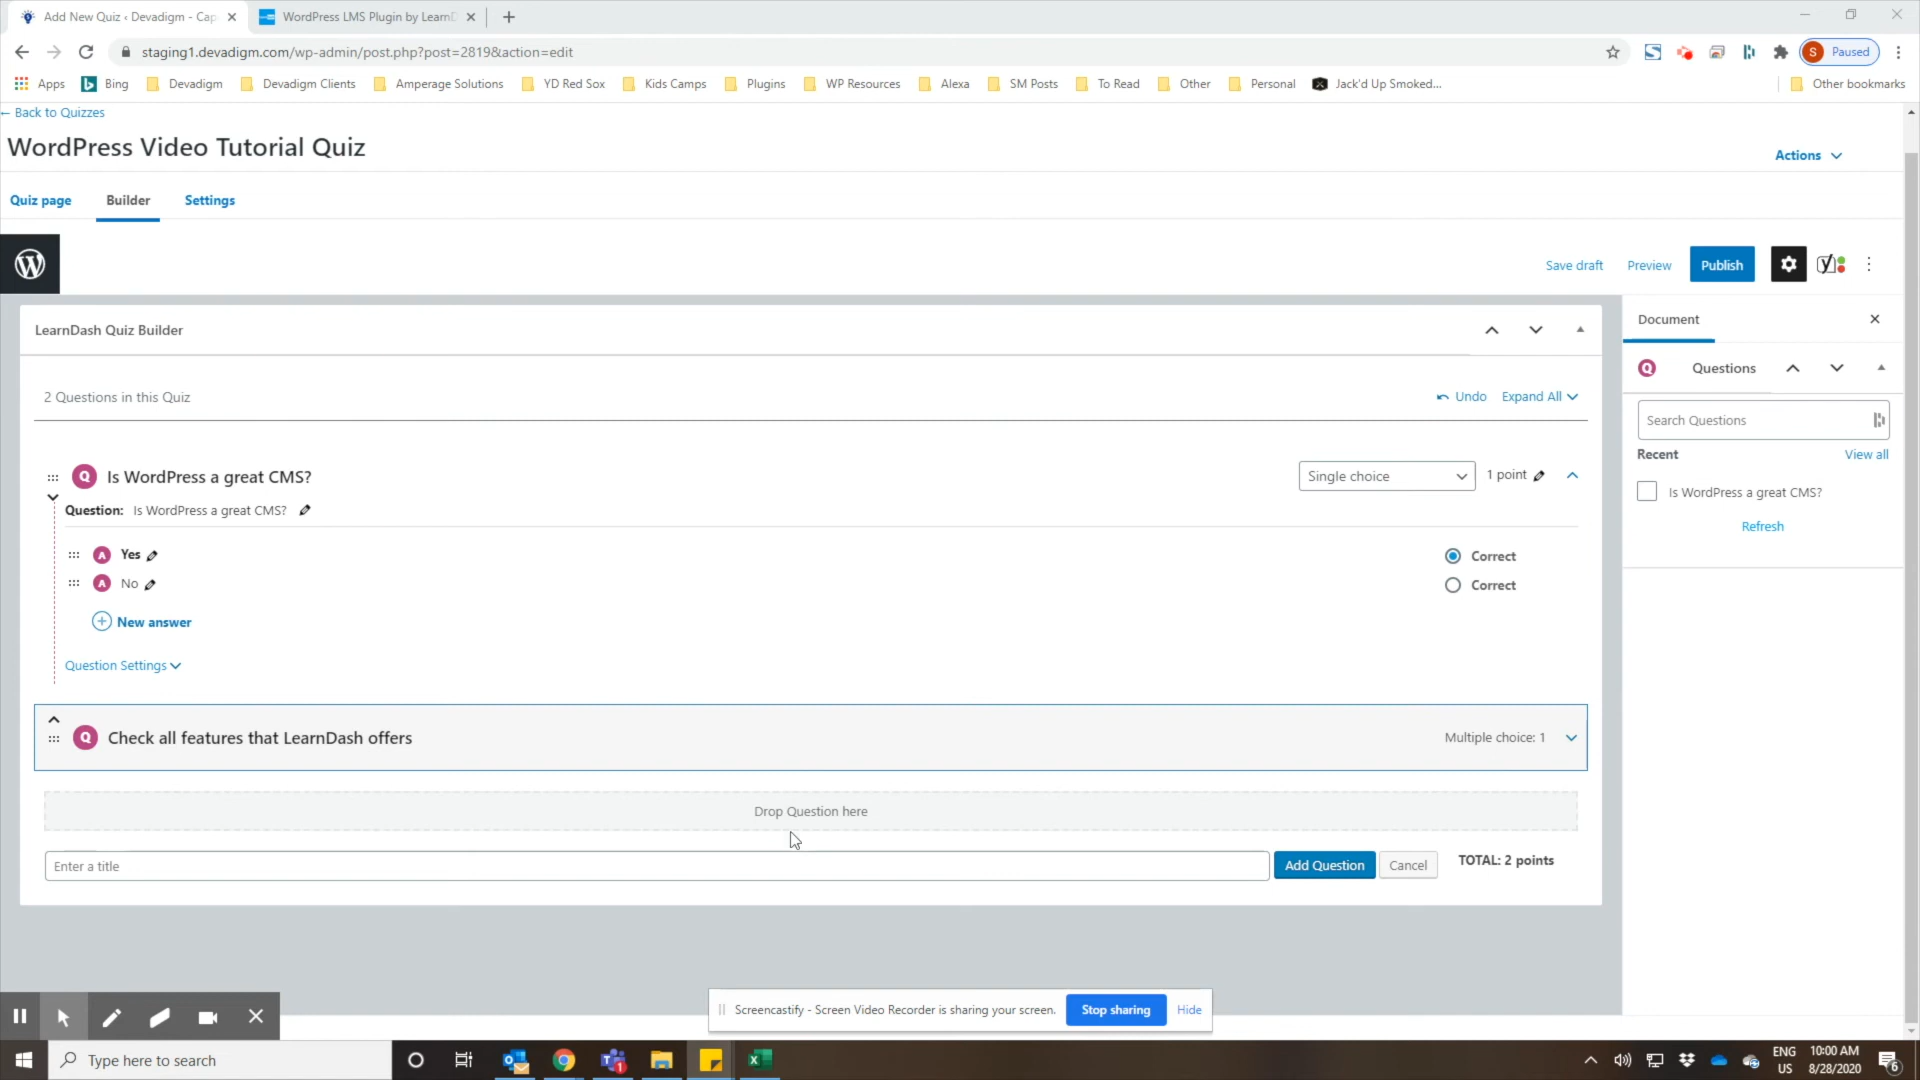 Add New Quiz ‹ Devadigm - Cap
WordPress LMS Plugin by LearnD
staging1.devadigm.com/wp-admin/post.php?post=2819&action=edit
S Paused
Apps
Bing
Devadigm
Devadigm Clients
Amperage Solutions
YD Red Sox
Kids Camps
Plugins
WP Resources
Alexa
SM Posts
To Read
Other
Personal
Jack'd Up Smoked...
Other bookmarks
← Back to Quizzes
WordPress Video Tutorial Quiz
Actions
Quiz page
Builder
Settings
Save draft
Preview
Publish
LearnDash Quiz Builder
Document
Q Questions
2 Questions in this Quiz
Undo
Expand All
Search Questions
Recent
View all
Is WordPress a great CMS?
Refresh
Q Is WordPress a great CMS?
Single choice
1 point
Question: Is WordPress a great CMS?
A Yes
Correct
A No
Correct
New answer
Question Settings
Q Check all features that LearnDash offers
Multiple choice: 1
Drop Question here
Enter a title
Add Question
Cancel
TOTAL: 2 points
Screencastify - Screen Video Recorder is sharing your screen.
Stop sharing
Hide
Type here to search
ENG
US
10:00 AM
8/28/2020
6